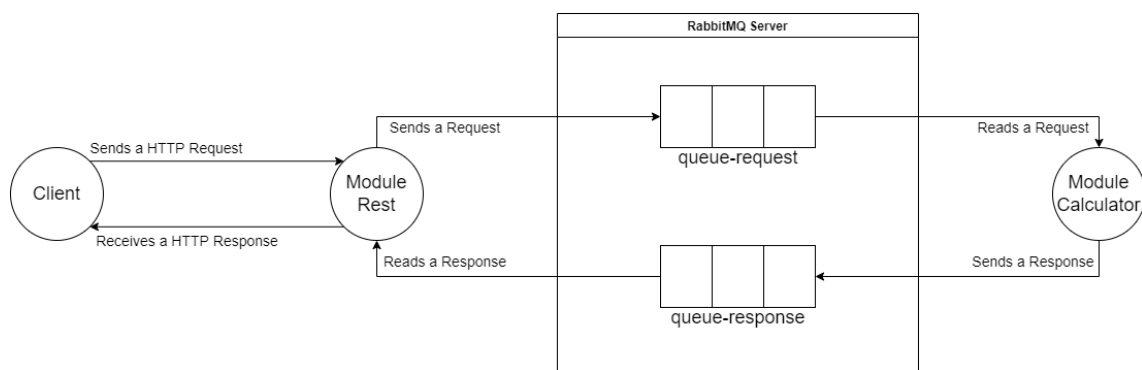 RabbitMQ Server
Sends a Request
Reads a Request
queue-request
Sends a HTTP Request
Client
Module
Rest
Module
Calculator
Receives a HTTP Response
Reads a Response
Sends a Response
queue-response